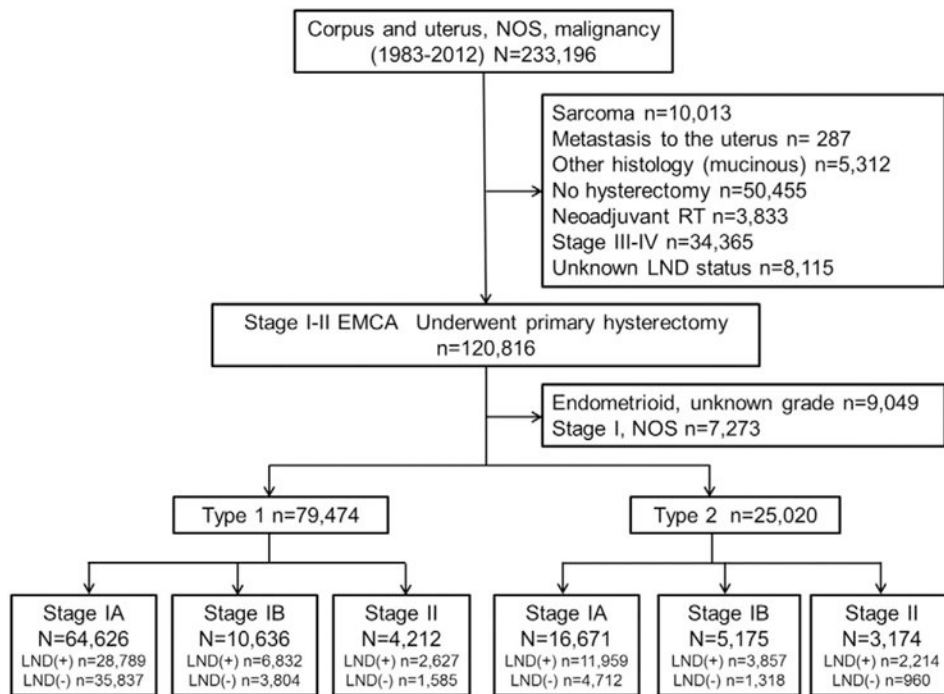 Corpus and uterus, NOS, malignancy
(1983-2012) N=233,196
Sarcoma n=10,013
Metastasis to the uterus n= 287
Other histology (mucinous) n=5,312
No hysterectomy n=50,455
Neoadjuvant RT n=3,833
Stage III-IV n=34,365
Unknown LND status n=8,115
Stage I-II EMCA Underwent primary hysterectomy
n=120,816
Endometrioid, unknown grade n=9,049
Stage I, NOS n=7,273
Type 1 n=79,474
Type 2 n=25,020
Stage IA
N=64,626
LND(+) n=28,789
LND(-) n=35,837
Stage IB
N=10,636
LND(+) n=6,832
LND(-) n=3,804
Stage II
N=4,212
LND(+) n=2,627
LND(-) n=1,585
Stage IA
N=16,671
LND(+) n=11,959
LND(-) n=4,712
Stage IB
N=5,175
LND(+) n=3,857
LND(-) n=1,318
Stage II
N=3,174
LND(+) n=2,214
LND(-) n=960